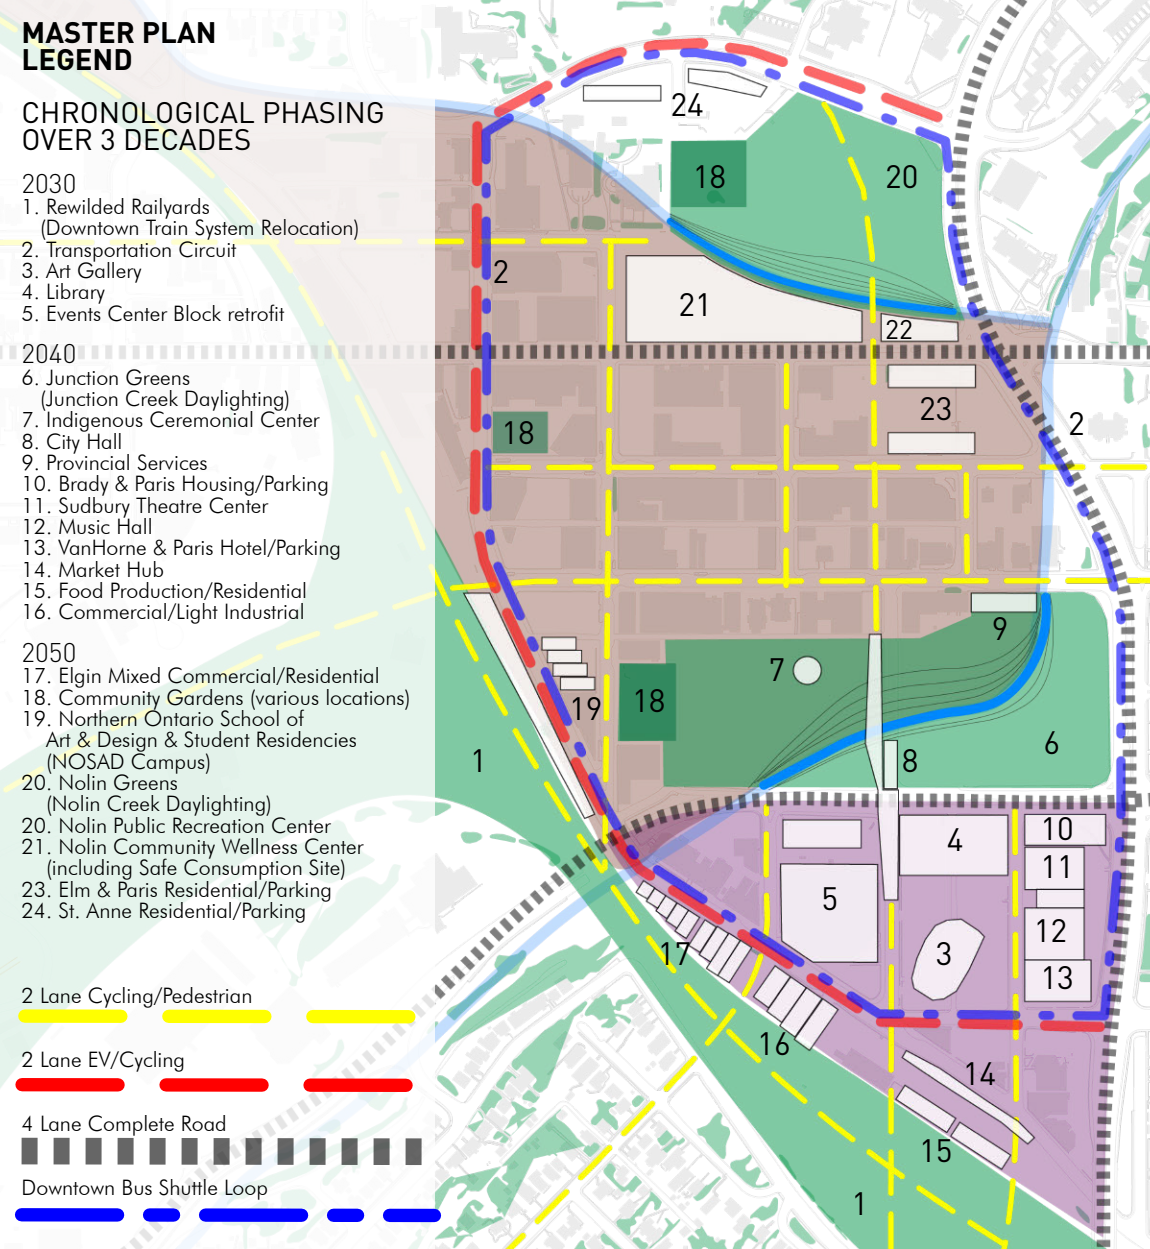 MASTER PLAN
LEGEND
CHRONOLOGICAL PHASING
OVER 3 DECADES
2030
1. Rewilded Railyards
(Downtown Train System Relocation)
2. Transportation Circuit
3. Art Gallery
4. Library
5. Events Center Block retrofit
2040
6. Junction Greens
(Junction Creek Daylighting)
7. Indigenous Ceremonial Center
8. City Hall
9. Provincial Services
10. Brady & Paris Housing/Parking
11. Sudbury Theatre Center
12. Music Hall
13. VanHorne & Paris Hotel/Parking
14. Market Hub
15. Food Production/Residential
16. Commercial/Light Industrial
2050
17. Elgin Mixed Commercial/Residential
18. Community Gardens (various locations)
19. Northern Ontario School of
Art & Design & Student Residencies
(NOSAD Campus)
20. Nolin Greens
(Nolin Creek Daylighting)
20. Nolin Public Recreation Center
21. Nolin Community Wellness Center
(including Safe Consumption Site)
23. Elm & Paris Residential/Parking
24. St. Anne Residential/Parking
2 Lane Cycling/Pedestrian
2 Lane EV/Cycling
4 Lane Complete Road
Downtown Bus Shuttle Loop
24
18
20
2
21
22
23
2
18
9
7
18
19
6
1
8
10
4
11
5
12
3
17
13
16
14
15
1